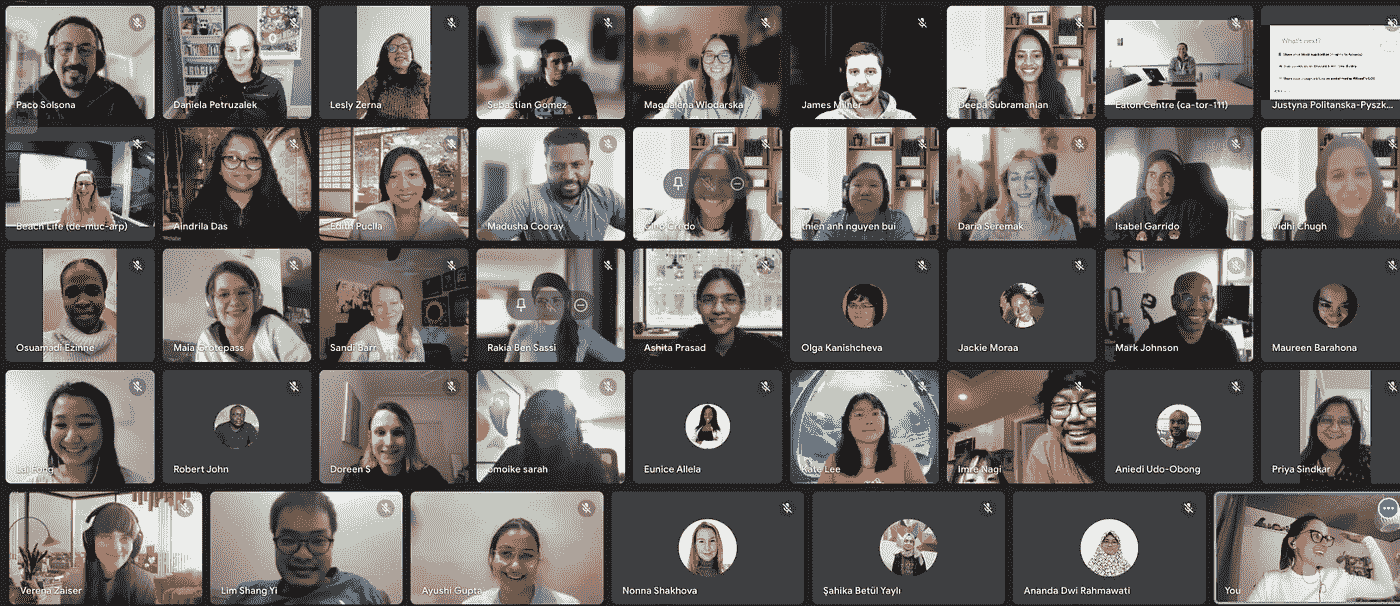 Paco Solsona
Daniela Petruzalek
Lesly Zerna
Sebastian Gomez
Magdalena Wlodarska
James Milner
Deepa Subramanian
Eaton Centre (ca-tor-111)
What's next?
Justyna Politanska-Pyszk...
Beach Life (de-muc-arp)
Aindrila Das
Edith Puclla
Madusha Cooray
Gino Credo
thien anh nguyen bui
Daria Seremak
Isabel Garrido
Vidhi Chugh
Osuamadi Ezinne
Maia Grotepass
Sandi Barr
Rakia Ben Sassi
Ashita Prasad
Olga Kanishcheva
Jackie Moraa
Mark Johnson
Maureen Barahona
Lai Fong
Robert John
Doreen S
omoike sarah
Eunice Allela
Kate Lee
Imre Nagi
Aniedi Udo-Obong
Priya Sindkar
Verena Zaiser
Lim Shang Yi
Ayushi Gupta
Nonna Shakhova
Şahika Betül Yaylı
Ananda Dwi Rahmawati
You